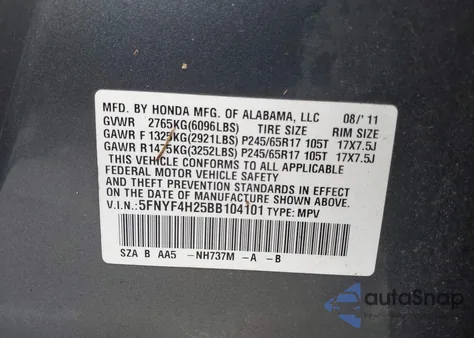 MFD. BY HONDA MFG. OF ALABAMA, LLC 08/'11
GVWR 2765KG(6096LBS) TIRE SIZE RIM SIZE
GAWR F 1325KG(2921LBS) P245/65R17 105T 17X7.5J
GAWR R1475KG(3252LBS) P245/65R17 105T 17X7.5J
THIS VEHICLE CONFORMS TO ALL APPLICABLE
FEDERAL MOTOR VEHICLE SAFETY
AND THEFT PREVENTION STANDARDS IN EFFECT
ON THE DATE OF MANUFACTURE SHOWN ABOVE.
V.I.N.:5FNYF4H25BB104101 TYPE: MPV
SZA B AA5 -NH737M -A -B
autoSnap